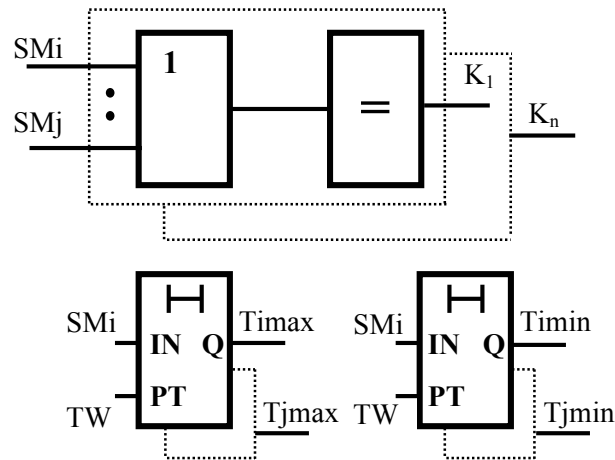 SMi
1
K1
=
SMj
Kn
SMi
Timax
IN Q
TW
PT
Tjmax
SMi
Timin
IN Q
TW
PT
Tjmin